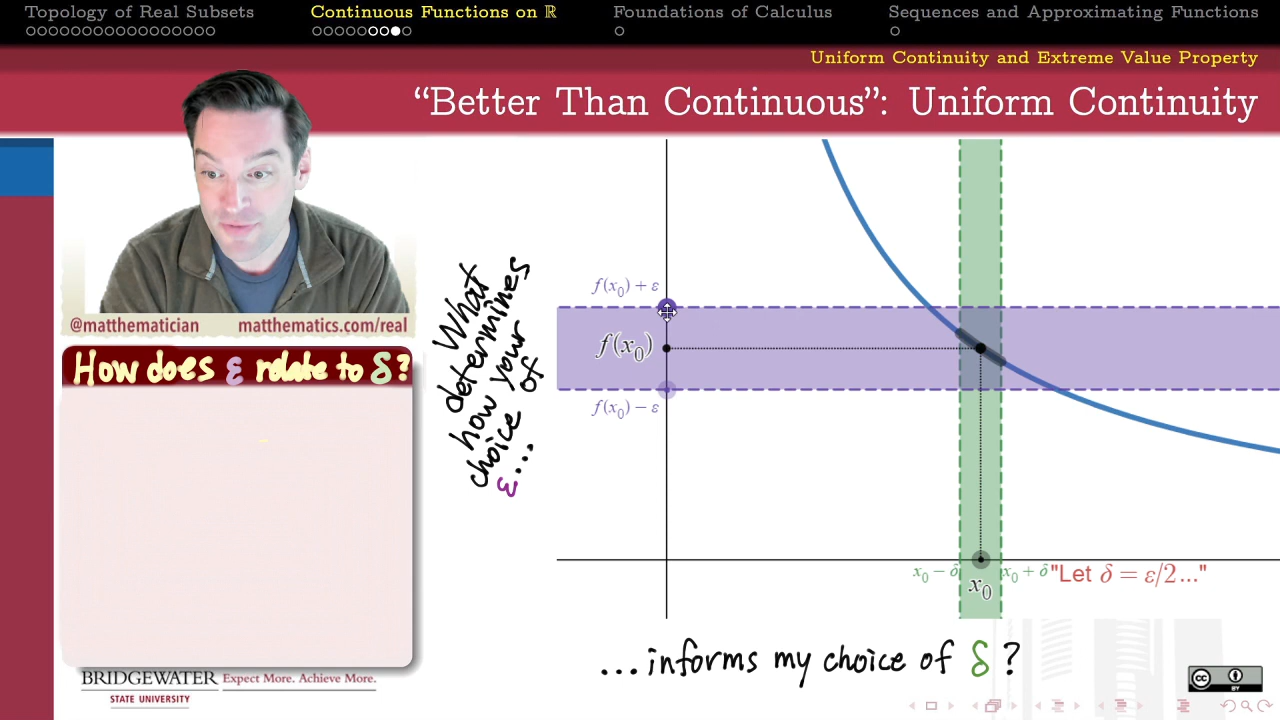 Topology of Real Subsets
Continuous Functions on ℝ
Foundations of Calculus
Sequences and Approximating Functions
Uniform Continuity and Extreme Value Property
“Better Than Continuous”: Uniform Continuity
@matthematician
matthematics.com/real
How does ε relate to δ?
What
determines
how your
choice of
ε...
f(x₀) + ε
f(x₀)
f(x₀) − ε
x₀ − δ
x₀ + δ
"Let δ = ε/2..."
x₀
...informs my choice of δ ?
BRIDGEWATER
STATE UNIVERSITY
Expect More. Achieve More.
CC
BY